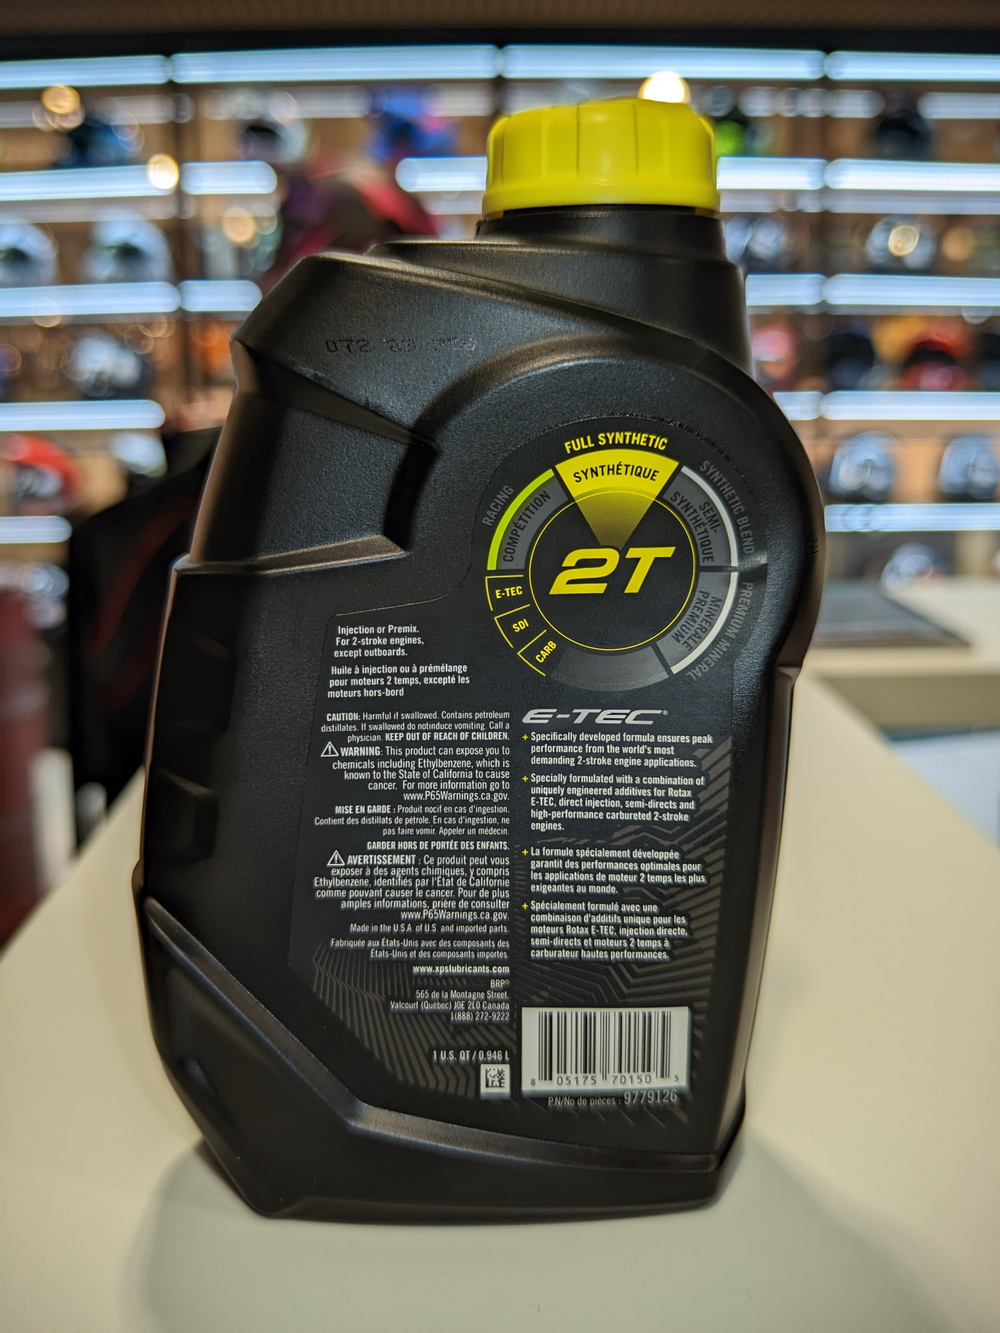 072 83
FULL SYNTHETIC
SYNTHÉTIQUE
RACING
COMPÉTITION
SYNTHETIC BLEND
SEMI-
SYNTHÉTIQUE
PREMIUM MINERAL
MINÉRALE
PREMIUM
2T
E-TEC
SDI
CARB
Injection or Premix.
For 2-stroke engines,
except outboards.
Huile à injection ou à prémélange
pour moteurs 2 temps, excepté les
moteurs hors-bord
CAUTION: Harmful if swallowed. Contains petroleum
distillates. If swallowed do not induce vomiting. Call a
physician. KEEP OUT OF REACH OF CHILDREN.
WARNING: This product can expose you to
chemicals including Ethylbenzene, which is
known to the State of California to cause
cancer. For more information go to
www.P65Warnings.ca.gov.
MISE EN GARDE : Produit nocif en cas d'ingestion.
Contient des distillats de pétrole. En cas d'ingestion, ne
pas faire vomir. Appeler un médecin.
GARDER HORS DE PORTÉE DES ENFANTS.
AVERTISSEMENT : Ce produit peut vous
exposer à des agents chimiques, y compris
Ethylbenzene, identifiés par l'État de Californie
comme pouvant causer le cancer. Pour de plus
amples informations, prière de consulter
www.P65Warnings.ca.gov.
Made in the U.S.A. of U.S. and imported parts.
Fabriquée aux États-Unis avec des composants des
États-Unis et des composants importés.
www.xpslubricants.com
BRP®
565 de la Montagne Street.
Valcourt (Québec) J0E 2L0 Canada
1(888) 272-9222
1 U.S. QT / 0.946 L
E-TEC®
+ Specifically developed formula ensures peak
performance from the world's most
demanding 2-stroke engine applications.
+ Specially formulated with a combination of
uniquely engineered additives for Rotax
E-TEC, direct injection, semi-directs and
high-performance carbureted 2-stroke
engines.
+ La formule spécialement développée
garantit des performances optimales pour
les applications de moteur 2 temps les plus
exigeantes au monde.
+ Spécialement formulé avec une
combinaison d'additifs unique pour les
moteurs Rotax E-TEC, injection directe,
semi-directs et moteurs 2 temps à
carburateur hautes performances.
8 05175 70150 5
PN/No de pièces : 9779126